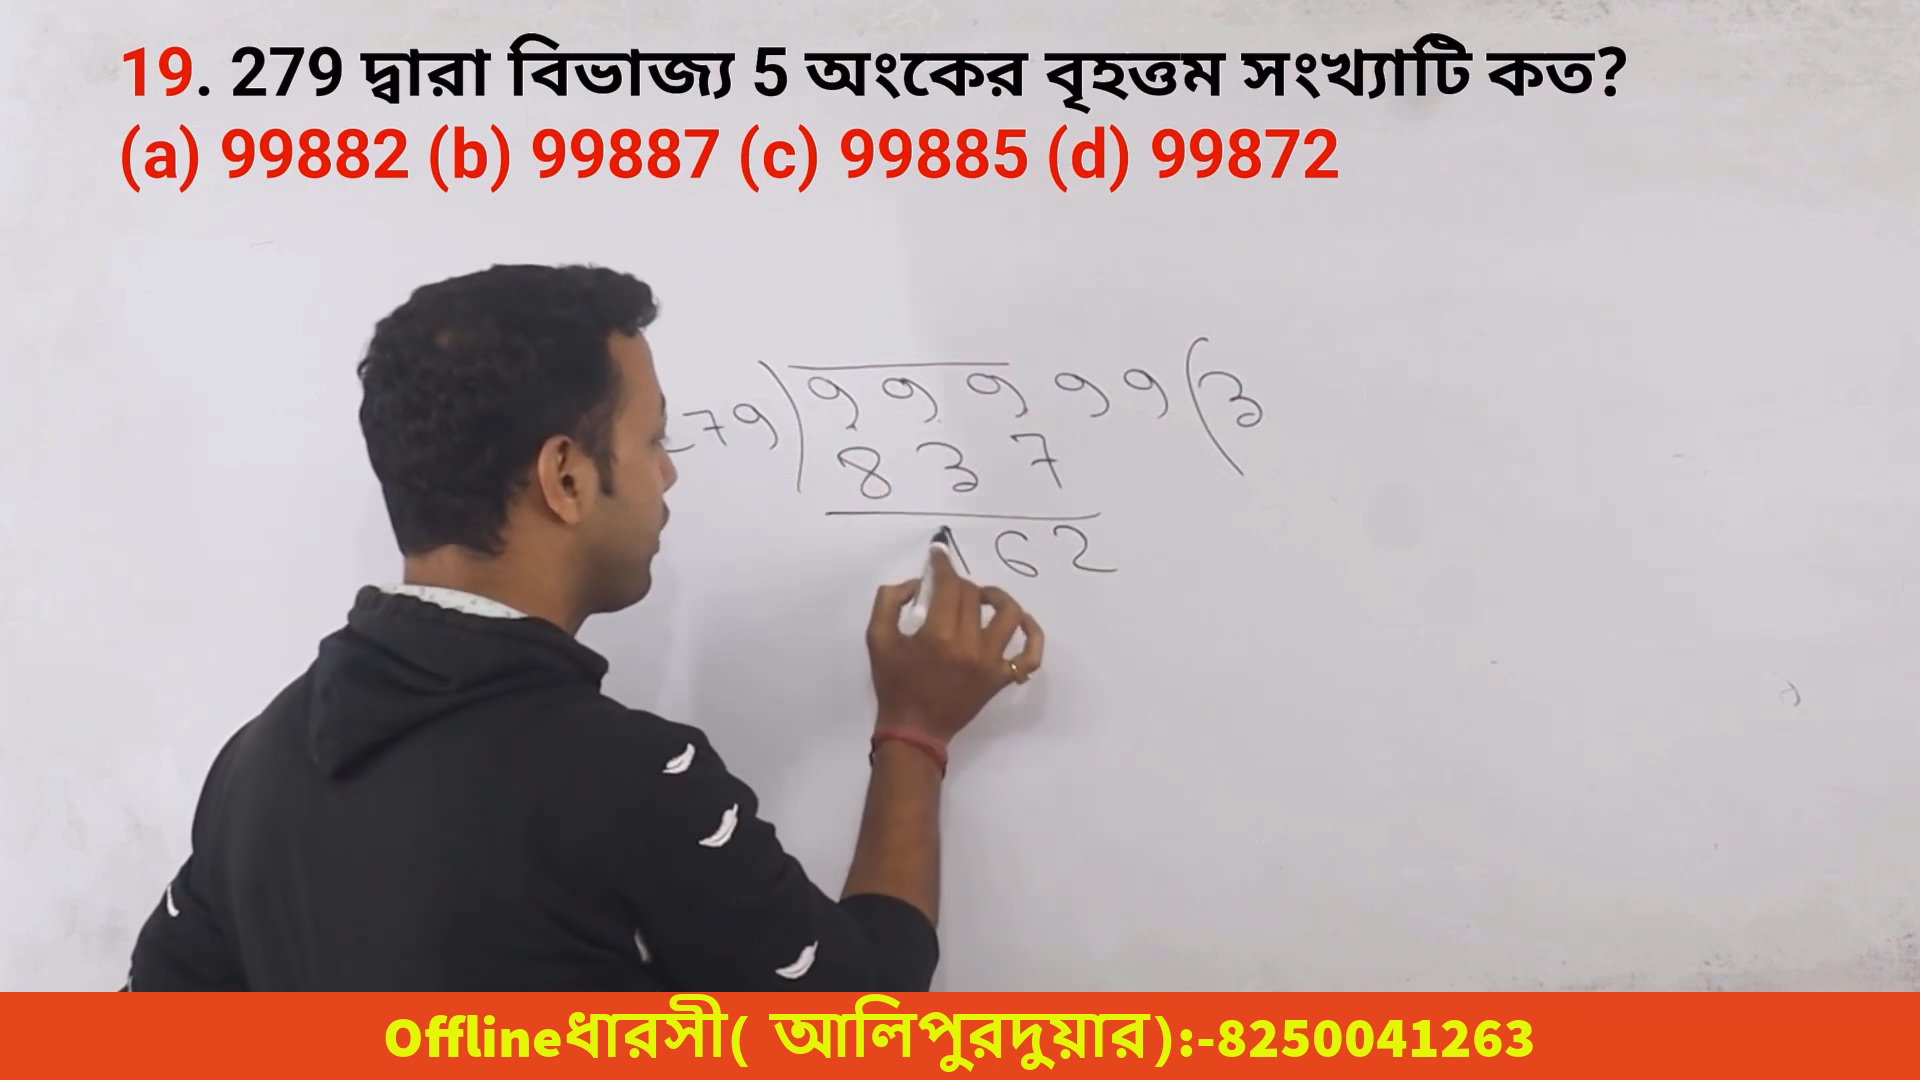 19. 279 দ্বারা বিভাজ্য 5 অংকের বৃহত্তম সংখ্যাটি কত?
(a) 99882 (b) 99887 (c) 99885 (d) 99872
279) 99999 (3
837
162
Offlineধারসী( আলিপুরদুয়ার):-8250041263